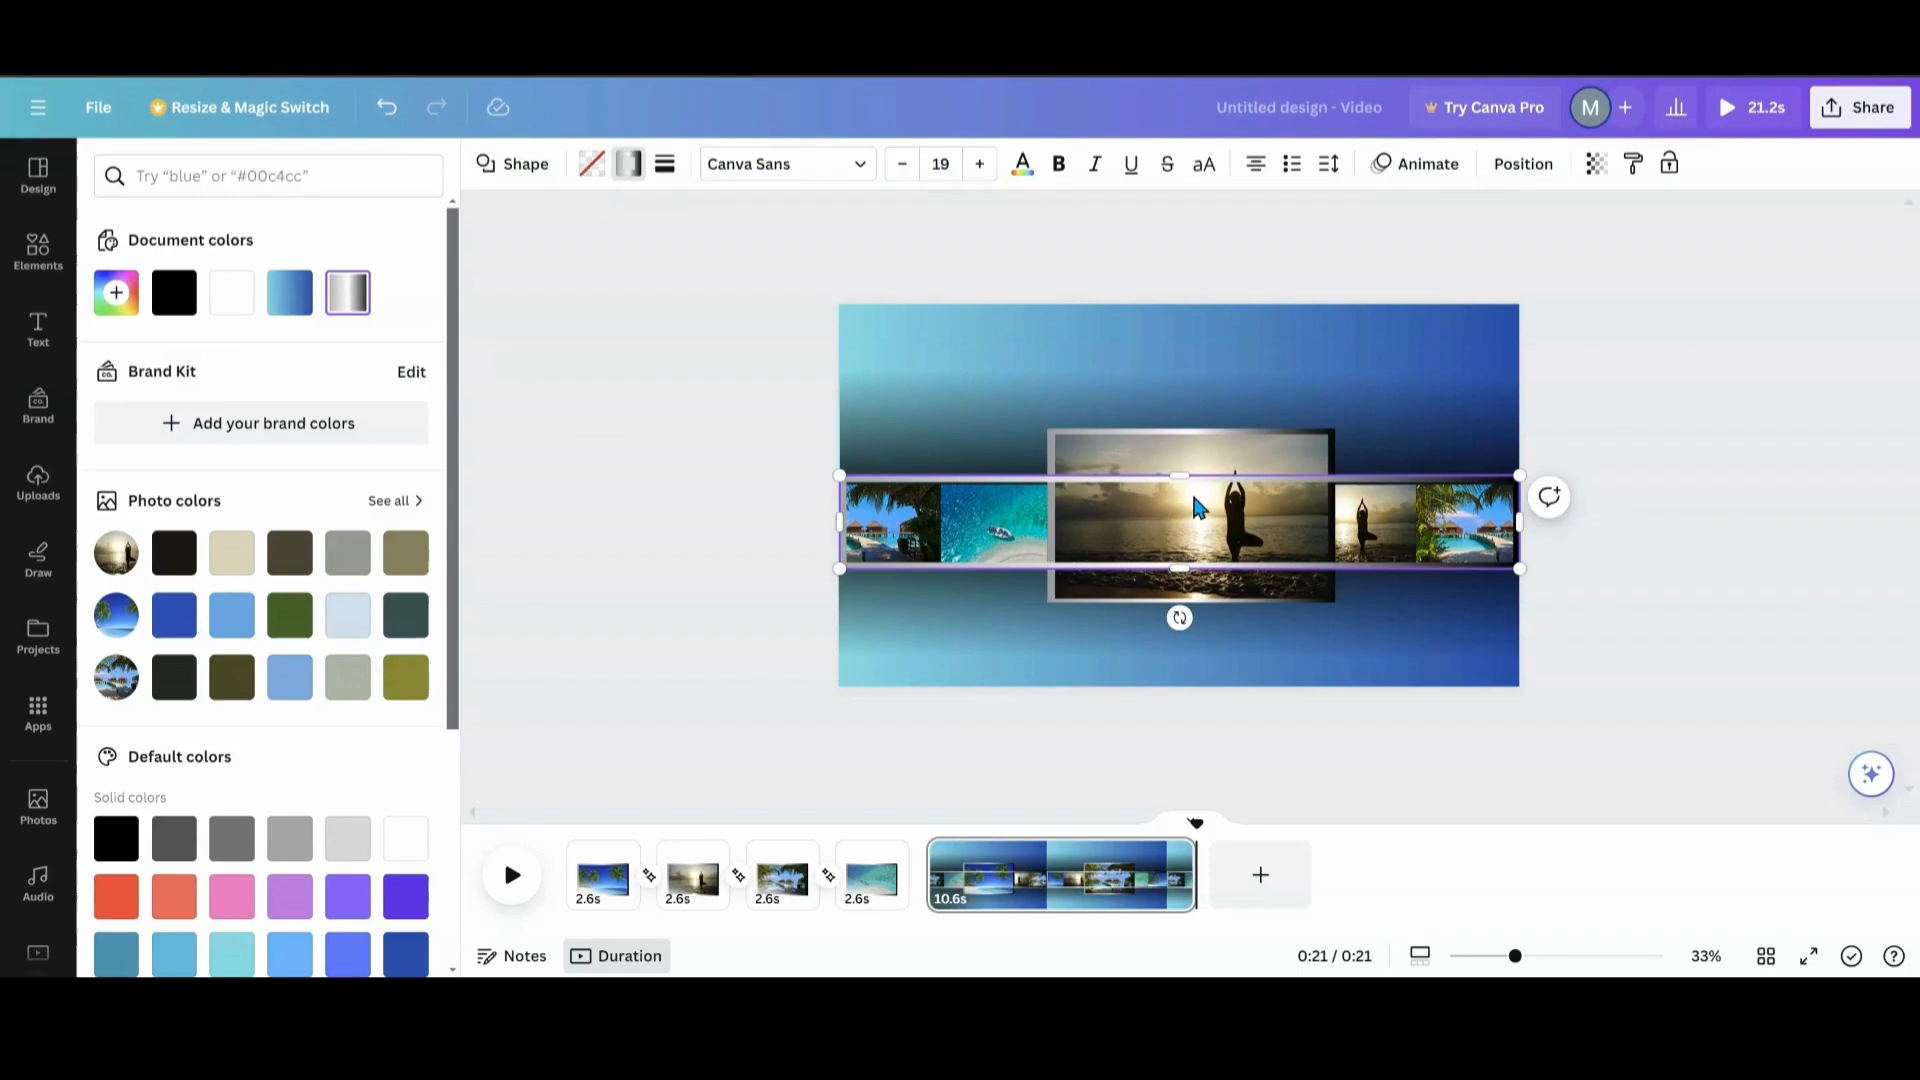 File
Resize & Magic Switch
Untitled design - Video
Try Canva Pro
M
+
21.2s
Share
Design
Elements
Text
Brand
Uploads
Draw
Projects
Apps
Photos
Audio
Try “blue” or “#00c4cc”
Document colors
Brand Kit
Edit
Add your brand colors
Photo colors
See all
Default colors
Solid colors
Shape
Canva Sans
– 19 +
A B I U S aA
Animate
Position
2.6s
2.6s
2.6s
2.6s
10.6s
Notes
Duration
0:21 / 0:21
33%